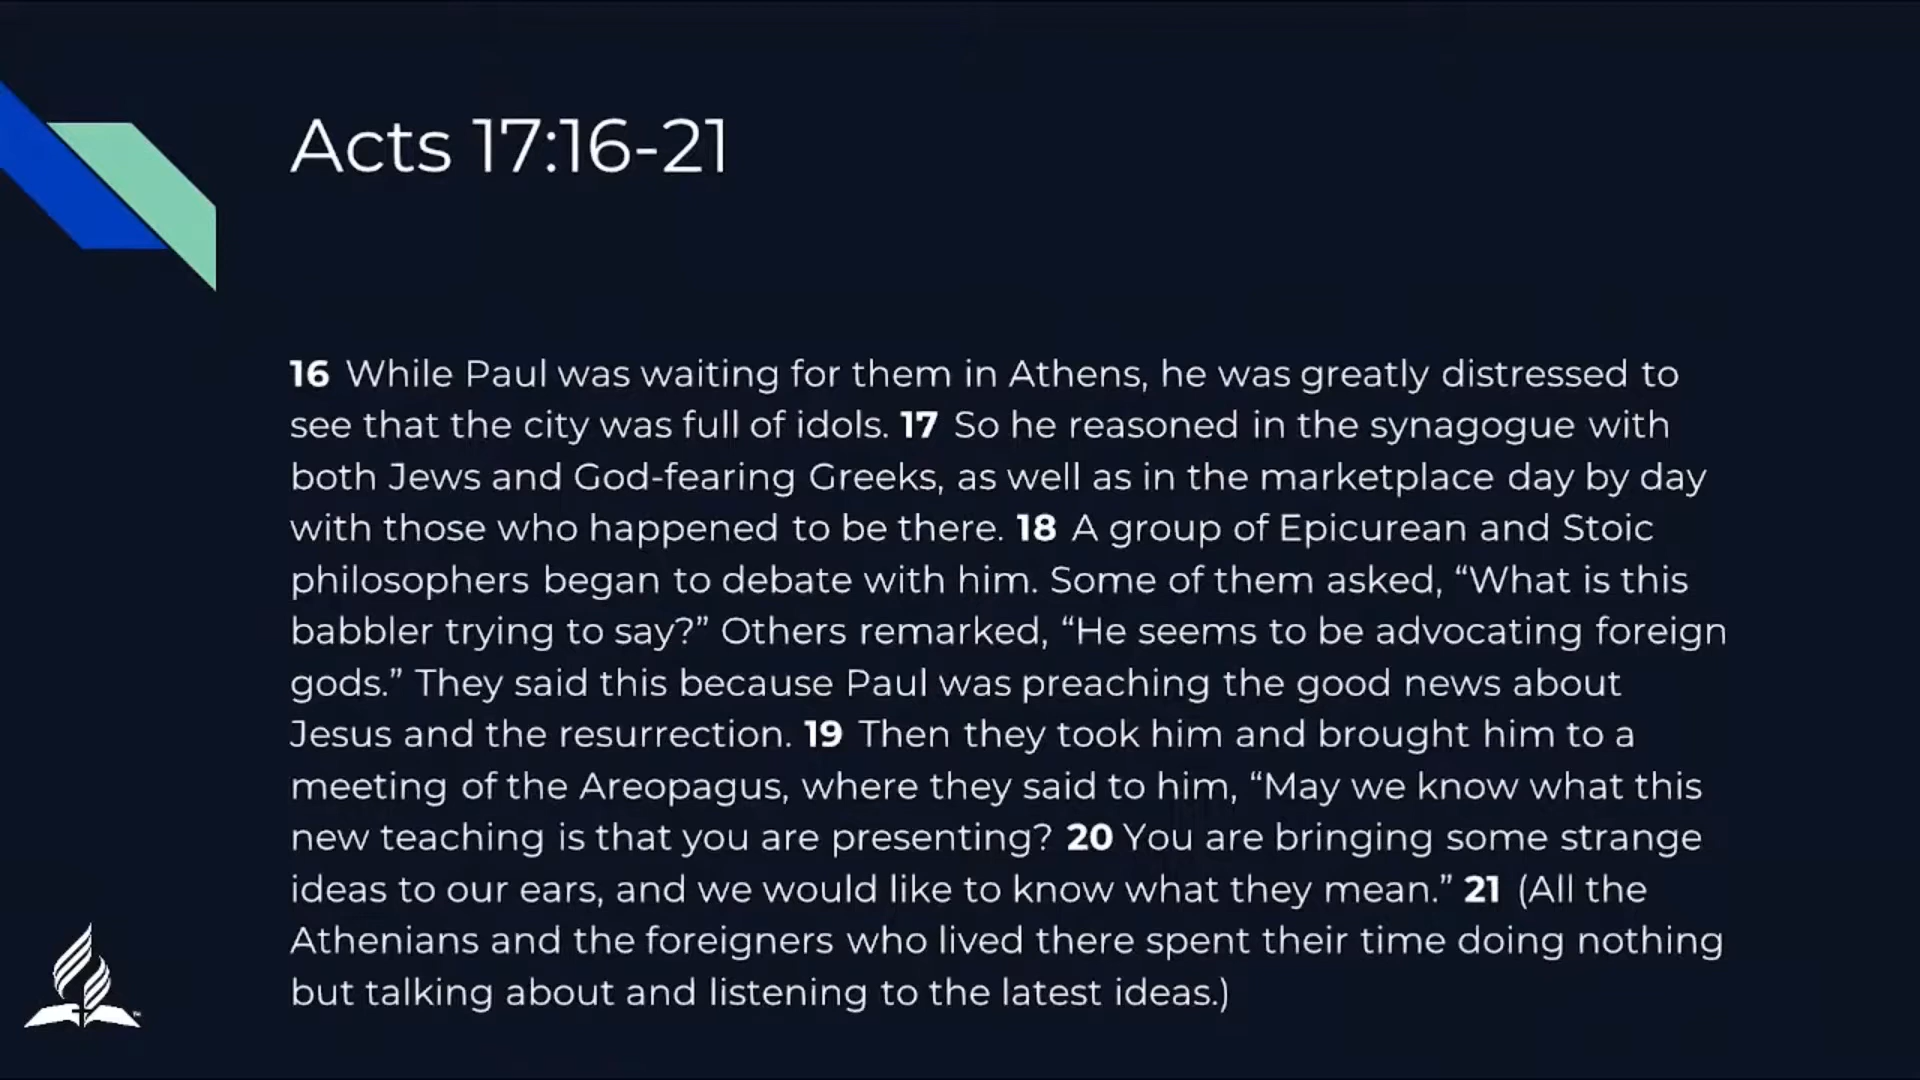 Acts 17:16-21
16 While Paul was waiting for them in Athens, he was greatly distressed to
see that the city was full of idols. 17 So he reasoned in the synagogue with
both Jews and God-fearing Greeks, as well as in the marketplace day by day
with those who happened to be there. 18 A group of Epicurean and Stoic
philosophers began to debate with him. Some of them asked, “What is this
babbler trying to say?” Others remarked, “He seems to be advocating foreign
gods.” They said this because Paul was preaching the good news about
Jesus and the resurrection. 19 Then they took him and brought him to a
meeting of the Areopagus, where they said to him, “May we know what this
new teaching is that you are presenting? 20 You are bringing some strange
ideas to our ears, and we would like to know what they mean.” 21 (All the
Athenians and the foreigners who lived there spent their time doing nothing
but talking about and listening to the latest ideas.)